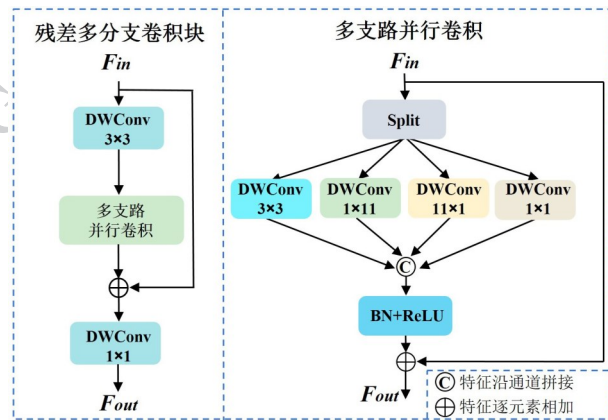 残差多分支卷积块
Fin
DWConv
3×3
多支路
并行卷积
DWConv
1×1
Fout
多支路并行卷积
Fin
Split
DWConv
3×3
DWConv
1×11
DWConv
11×1
DWConv
1×1
C
BN+ReLU
Fout
C 特征沿通道拼接
⊕ 特征逐元素相加